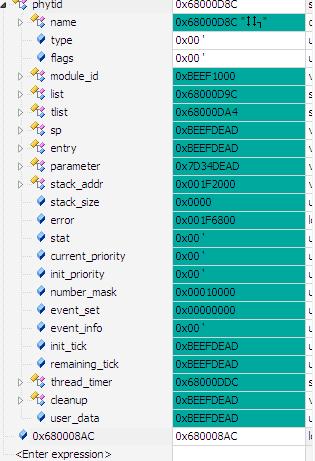 phytid 0x68000D8C s
name 0x68000D8C "‡‡┐" c
type 0x00 '
flags 0x00 '
module_id 0xBEEF1000 v
list 0x68000D9C s
tlist 0x68000DA4 s
sp 0xBEEFDEAD v
entry 0xBEEFDEAD v
parameter 0x7D34DEAD v
stack_addr 0x001F2000 v
stack_size 0x0000 u
error 0x001F6800 l
stat 0x00 ' u
current_priority 0x00 ' u
init_priority 0x00 ' u
number_mask 0x00010000 u
event_set 0x00000000 u
event_info 0x00 ' u
init_tick 0xBEEFDEAD u
remaining_tick 0xBEEFDEAD u
thread_timer 0x68000DDC s
cleanup 0xBEEFDEAD v
user_data 0xBEEFDEAD u
0x680008AC 0x680008AC l
<Enter expression>